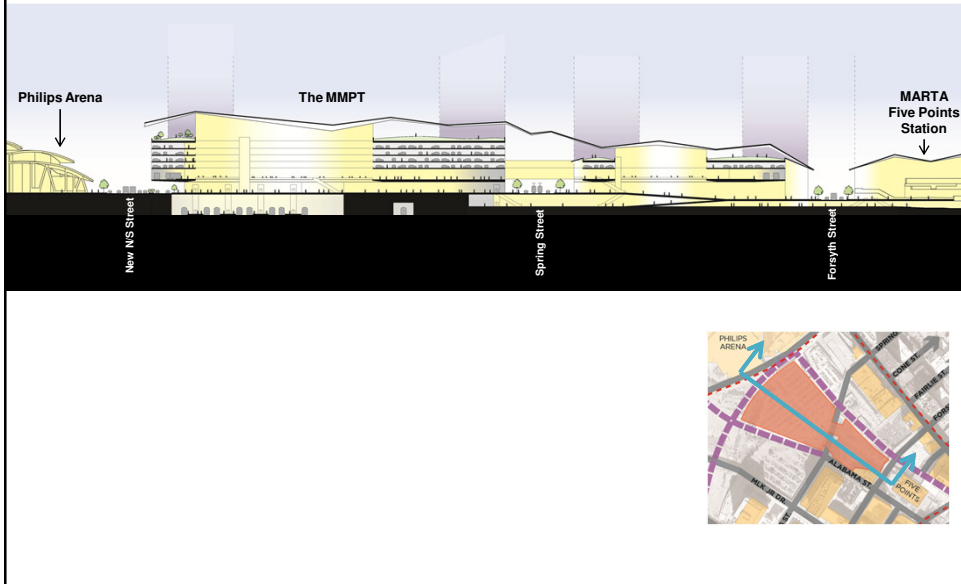 Philips Arena
The MMPT
MARTA
Five Points
Station
New N/S Street
Spring Street
Forsyth Street
PHILIPS
ARENA
CONE ST.
FAIRLIE ST.
ALABAMA ST.
MLK JR DR.
FIVE
POINTS